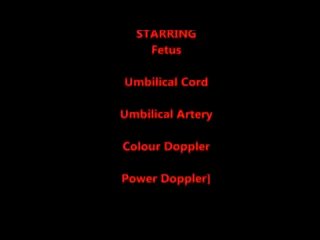 STARRING
Fetus
Umbilical Cord
Umbilical Artery
Colour Doppler
Power Doppler|